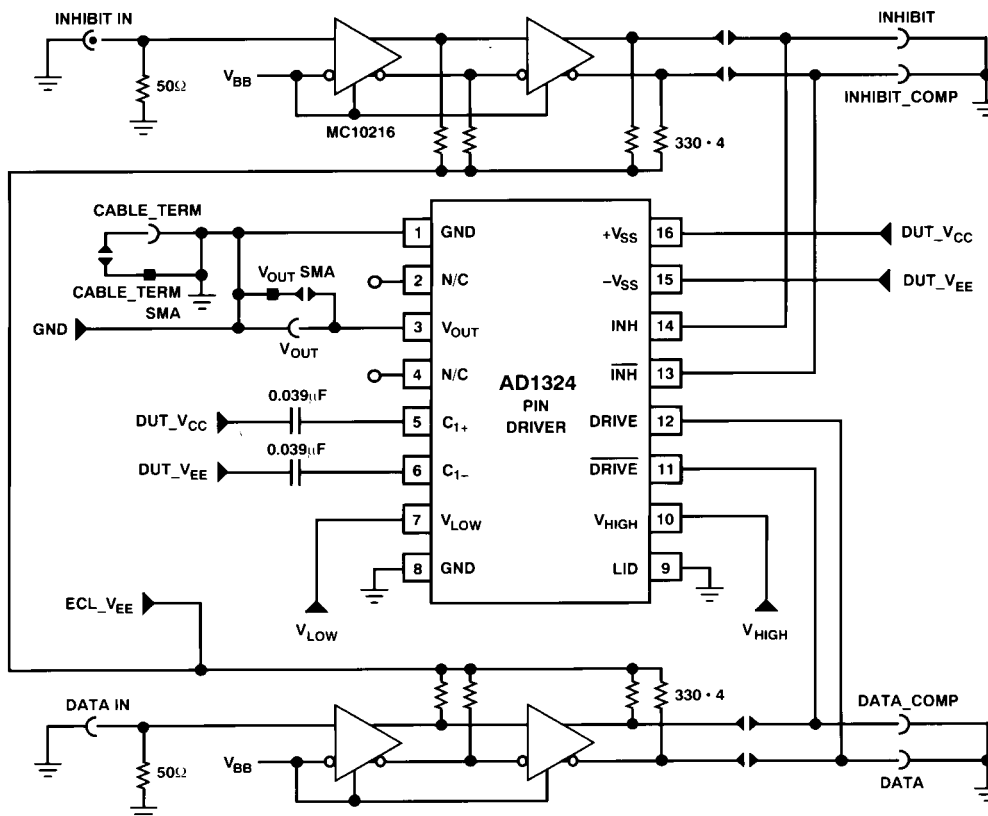 INHIBIT IN
INHIBIT
50Ω
V_BB
MC10216
330 · 4
INHIBIT_COMP
CABLE_TERM
CABLE_TERM
SMA
V_OUT SMA
GND
V_OUT
DUT_V_CC
0.039μF
DUT_V_EE
0.039μF
1 GND
2 N/C
3 V_OUT
4 N/C
5 C_1+
6 C_1–
7 V_LOW
8 GND
AD1324
PIN
DRIVER
+V_SS 16
–V_SS 15
INH 14
I̅N̅H̅ 13
DRIVE 12
D̅R̅I̅V̅E̅ 11
V_HIGH 10
LID 9
DUT_V_CC
DUT_V_EE
ECL_V_EE
V_LOW
V_HIGH
DATA IN
330 · 4
DATA_COMP
50Ω
V_BB
DATA